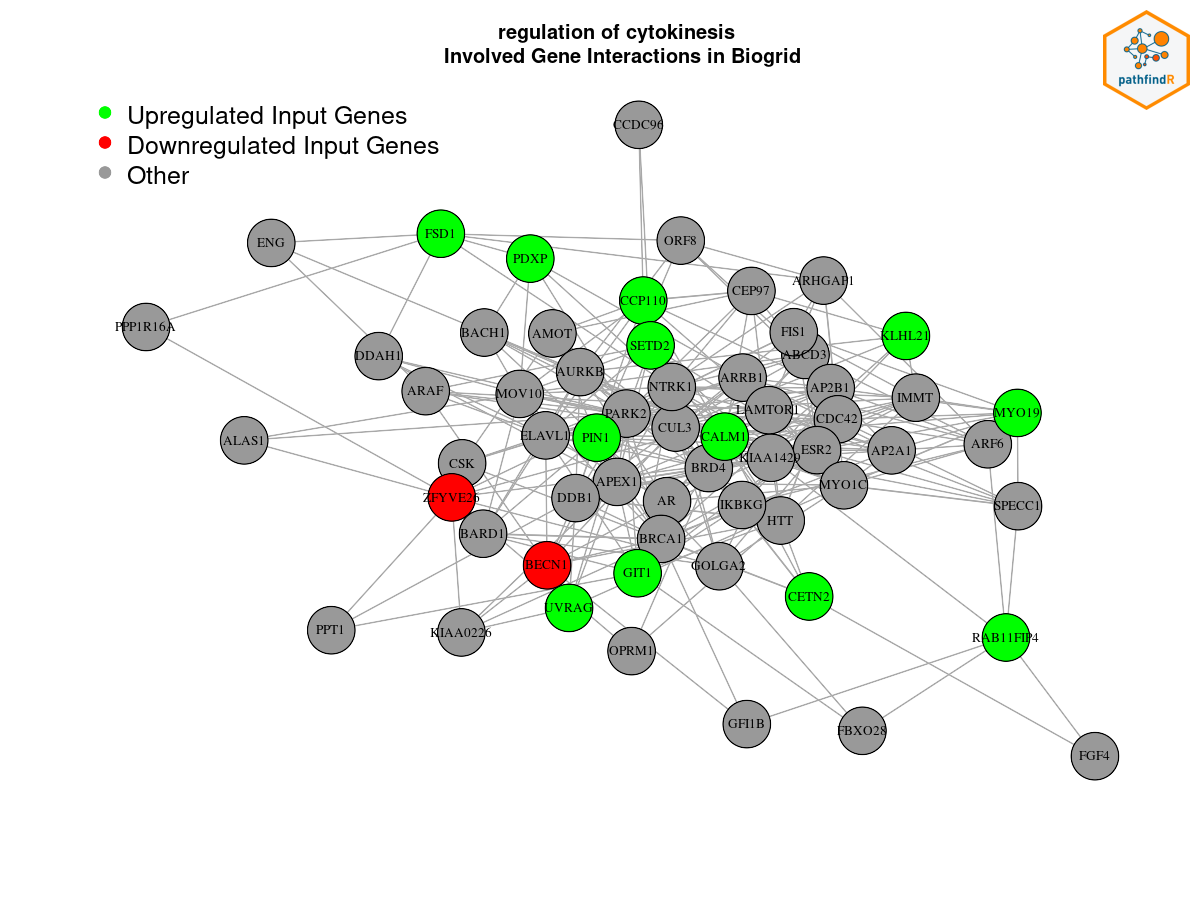 regulation of cytokinesis
Involved Gene Interactions in Biogrid
pathfindR
Upregulated Input Genes
Downregulated Input Genes
Other
CCDC96
ENG
FSD1
PDXP
ORF8
CEP97
ARHGAP1
CCP110
PPP1R16A
BACH1
AMOT
SETD2
FIS1
KLHL21
DDAH1
ABCD3
AURKB
NTRK1
ARRB1
AP2B1
ARAF
MOV10
IMMT
PARK2
LAMTOR1
CDC42
MYO19
ALAS1
ELAVL1
PIN1
CUL3
CALM1
ESR2
AP2A1
ARF6
CSK
BRD4
KIAA1429
APEX1
MYO1C
ZFYVE26
DDB1
AR
IKBKG
HTT
SPECC1
BARD1
BRCA1
BECN1
GIT1
GOLGA2
CETN2
UVRAG
PPT1
KIAA0226
RAB11FIP4
OPRM1
GFI1B
FBXO28
FGF4